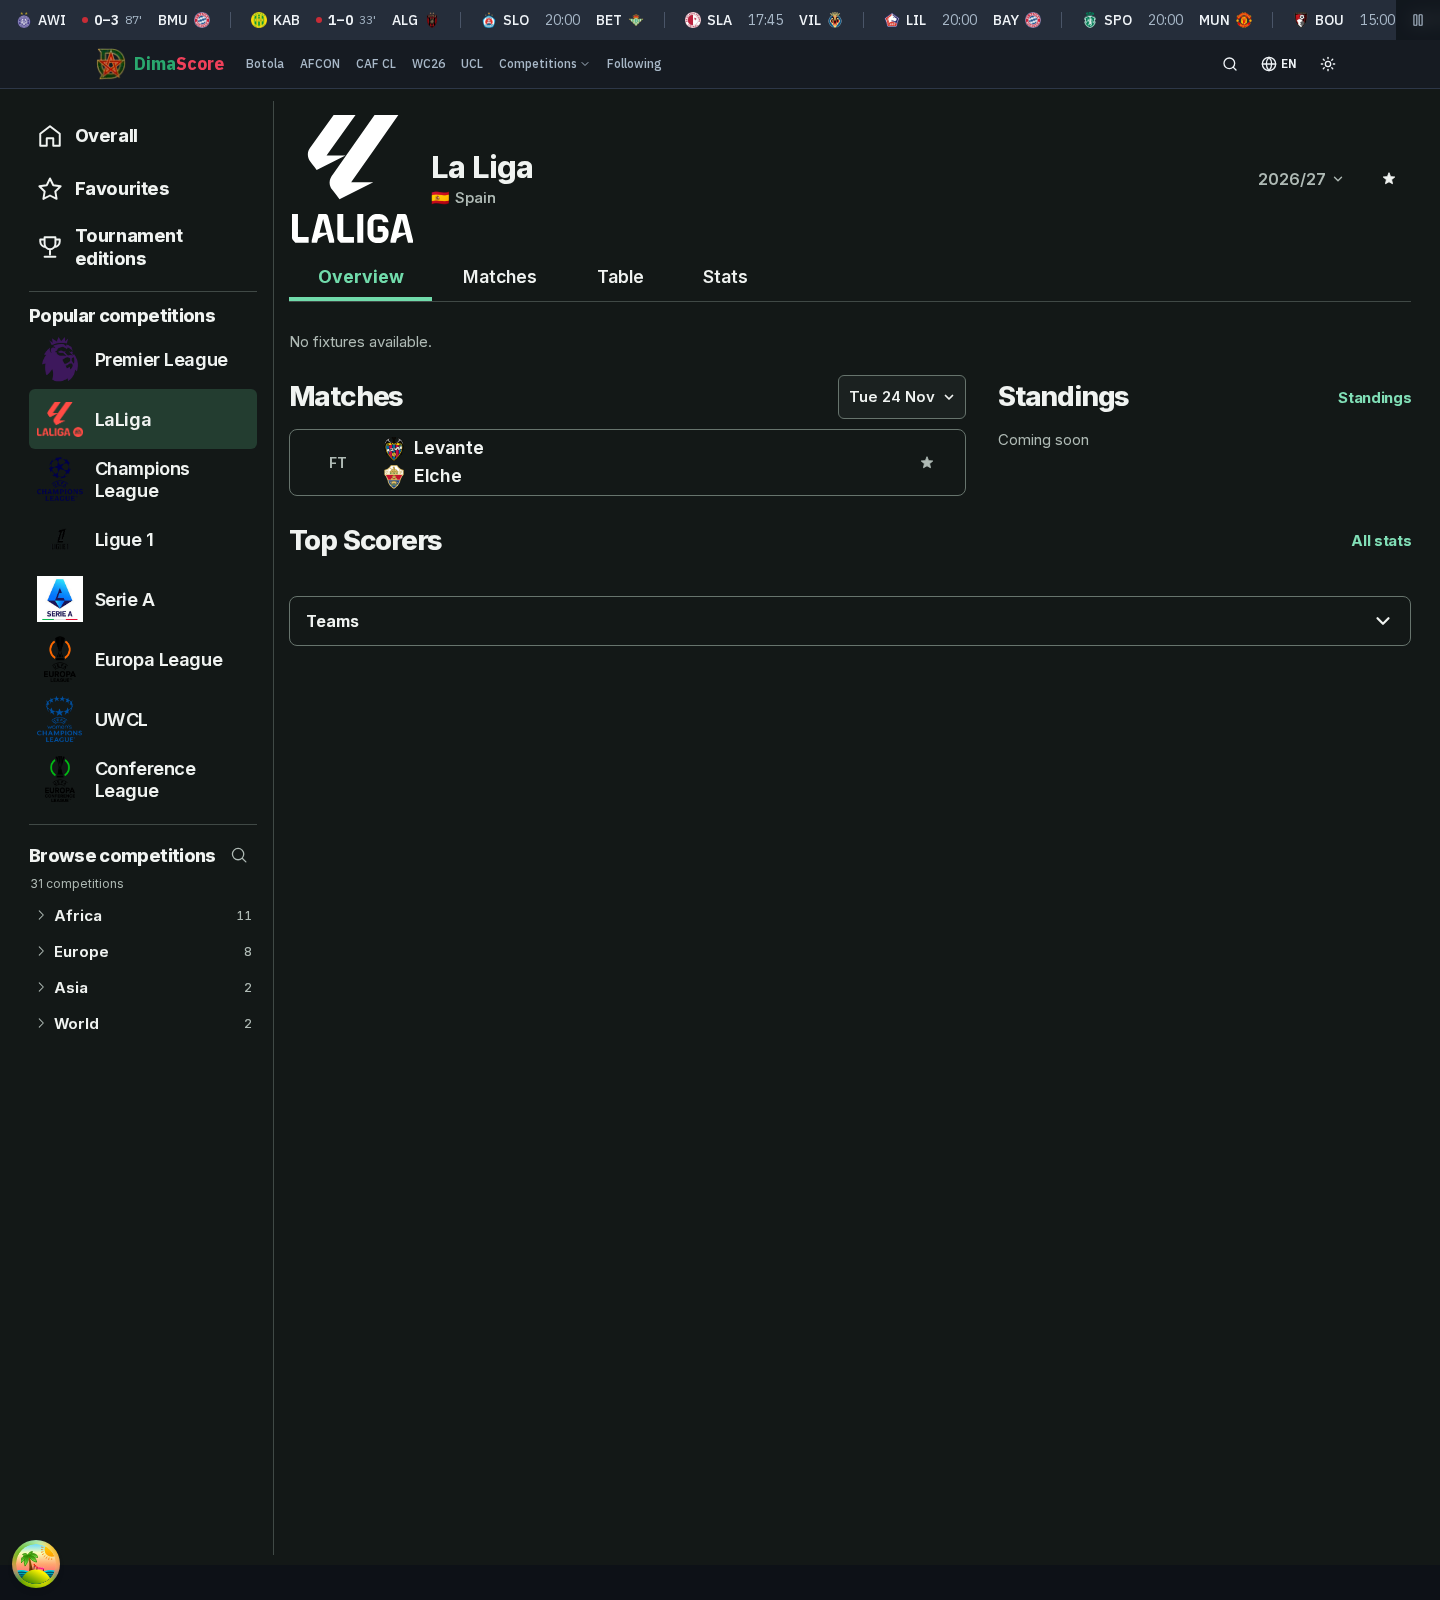 AWI 0–3 87' BMU
KAB 1–0 33' ALG
SLO 20:00 BET
SLA 17:45 VIL
LIL 20:00 BAY
SPO 20:00 MUN
BOU 15:00
DimaScore
Botola AFCON CAF CL WC26 UCL Competitions Following
EN
Overall
Favourites
Tournament
editions
Popular competitions
Premier League
LaLiga
Champions
League
Ligue 1
Serie A
Europa League
UWCL
Conference
League
Browse competitions
31 competitions
Africa 11
Europe 8
Asia 2
World 2
LALIGA
La Liga
Spain
2026/27
Overview Matches Table Stats
No fixtures available.
Matches
Tue 24 Nov
FT
Levante
Elche
Standings
Standings
Coming soon
Top Scorers
All stats
Teams